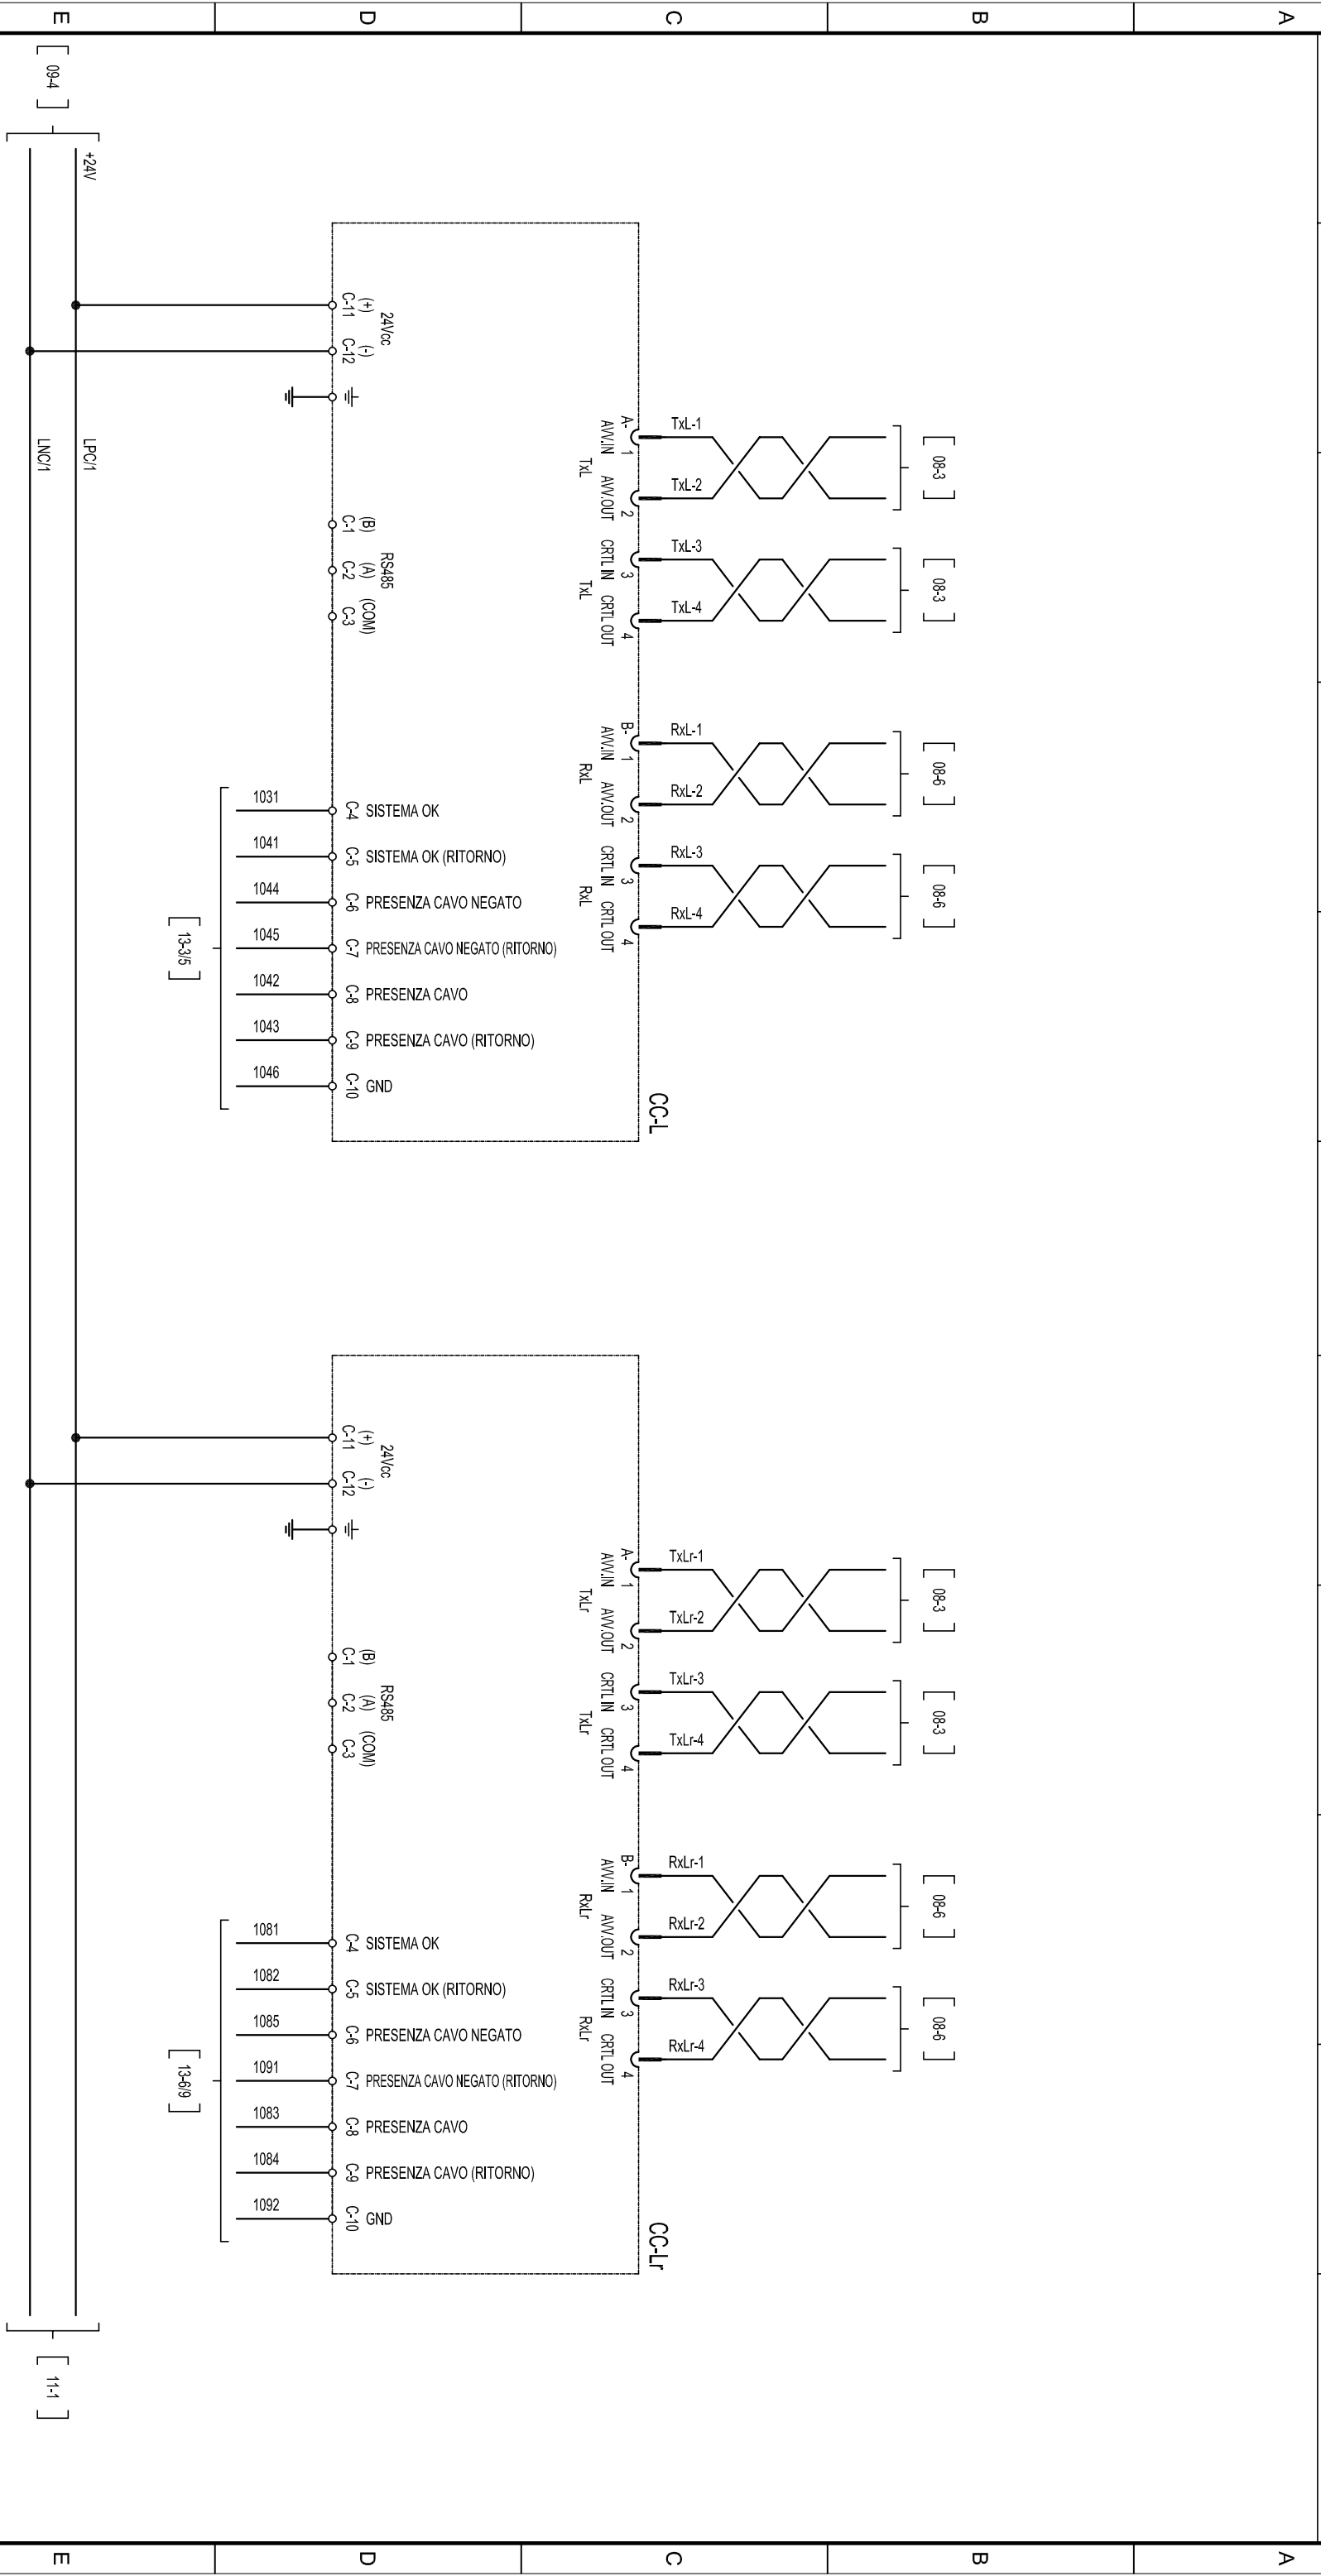 A
B
C
D
E
[ 08-3 ]
[ 08-3 ]
[ 08-6 ]
[ 08-6 ]
TxL-1
TxL-2
TxL-3
TxL-4
RxL-1
RxL-2
RxL-3
RxL-4
CC-L
A-
1
2
3
4
B-
1
2
3
4
AVV.IN
AVV.OUT
CRTL IN
CRTL OUT
AVV.IN
AVV.OUT
CRTL IN
CRTL OUT
TxL
TxL
RxL
RxL
24Vcc
(+)
(-)
C-11
C-12
RS485
(B)
(A)
(COM)
C-1
C-2
C-3
C-4 SISTEMA OK
C-5 SISTEMA OK (RITORNO)
C-6 PRESENZA CAVO NEGATO
C-7 PRESENZA CAVO NEGATO (RITORNO)
C-8 PRESENZA CAVO
C-9 PRESENZA CAVO (RITORNO)
C-10 GND
1031
1041
1044
1045
1042
1043
1046
[ 13-3/5 ]
[ 08-3 ]
[ 08-3 ]
[ 08-6 ]
[ 08-6 ]
TxLr-1
TxLr-2
TxLr-3
TxLr-4
RxLr-1
RxLr-2
RxLr-3
RxLr-4
CC-Lr
A-
1
2
3
4
B-
1
2
3
4
AVV.IN
AVV.OUT
CRTL IN
CRTL OUT
AVV.IN
AVV.OUT
CRTL IN
CRTL OUT
TxLr
TxLr
RxLr
RxLr
24Vcc
(+)
(-)
C-11
C-12
RS485
(B)
(A)
(COM)
C-1
C-2
C-3
C-4 SISTEMA OK
C-5 SISTEMA OK (RITORNO)
C-6 PRESENZA CAVO NEGATO
C-7 PRESENZA CAVO NEGATO (RITORNO)
C-8 PRESENZA CAVO
C-9 PRESENZA CAVO (RITORNO)
C-10 GND
1081
1082
1085
1091
1083
1084
1092
[ 13-6/9 ]
+24V
LPC/1
LNC/1
[ 09-4 ]
[ 11-1 ]
A
B
C
D
E